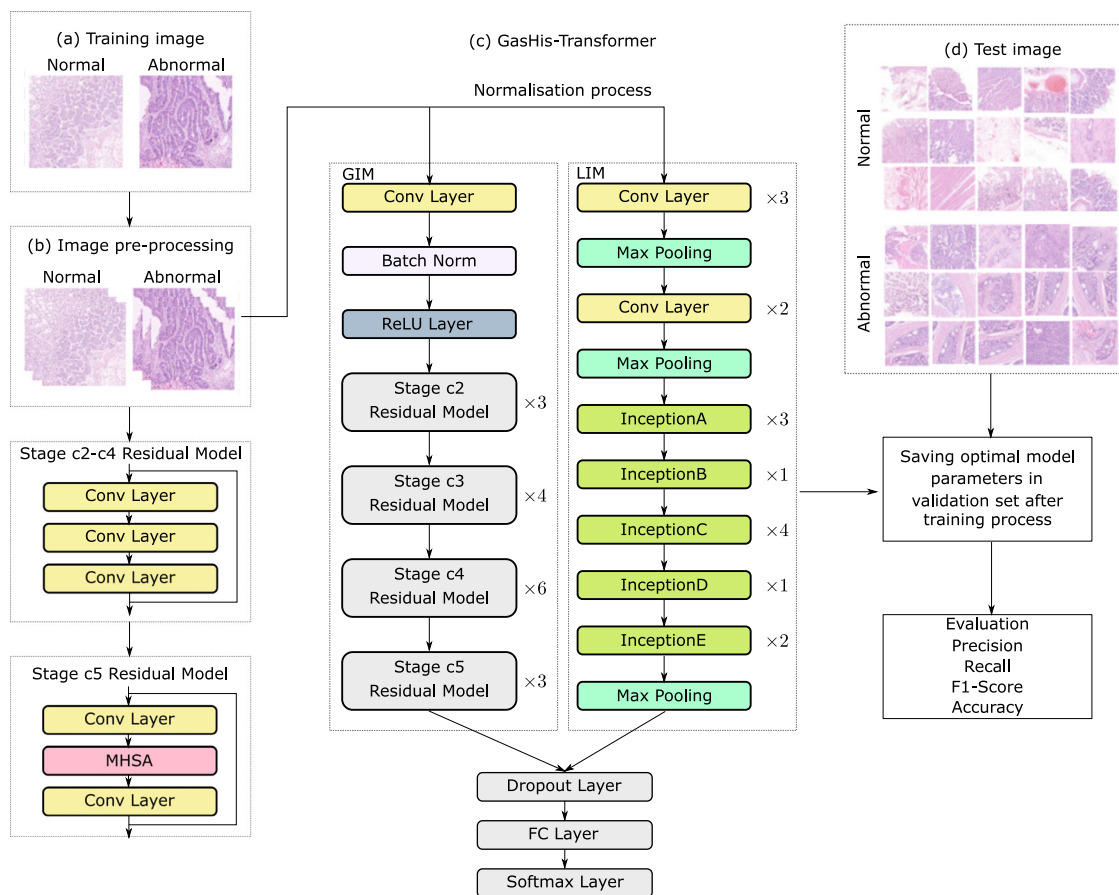 (a) Training image
Normal
Abnormal
(b) Image pre-processing
Normal
Abnormal
Stage c2-c4 Residual Model
Conv Layer
Conv Layer
Conv Layer
Stage c5 Residual Model
Conv Layer
MHSA
Conv Layer
(c) GasHis-Transformer
Normalisation process
GIM
Conv Layer
Batch Norm
ReLU Layer
Stage c2
Residual Model
×3
Stage c3
Residual Model
×4
Stage c4
Residual Model
×6
Stage c5
Residual Model
×3
LIM
Conv Layer
×3
Max Pooling
Conv Layer
×2
Max Pooling
InceptionA
×3
InceptionB
×1
InceptionC
×4
InceptionD
×1
InceptionE
×2
Max Pooling
Dropout Layer
FC Layer
Softmax Layer
(d) Test image
Normal
Abnormal
Saving optimal model
parameters in
validation set after
training process
Evaluation
Precision
Recall
F1-Score
Accuracy